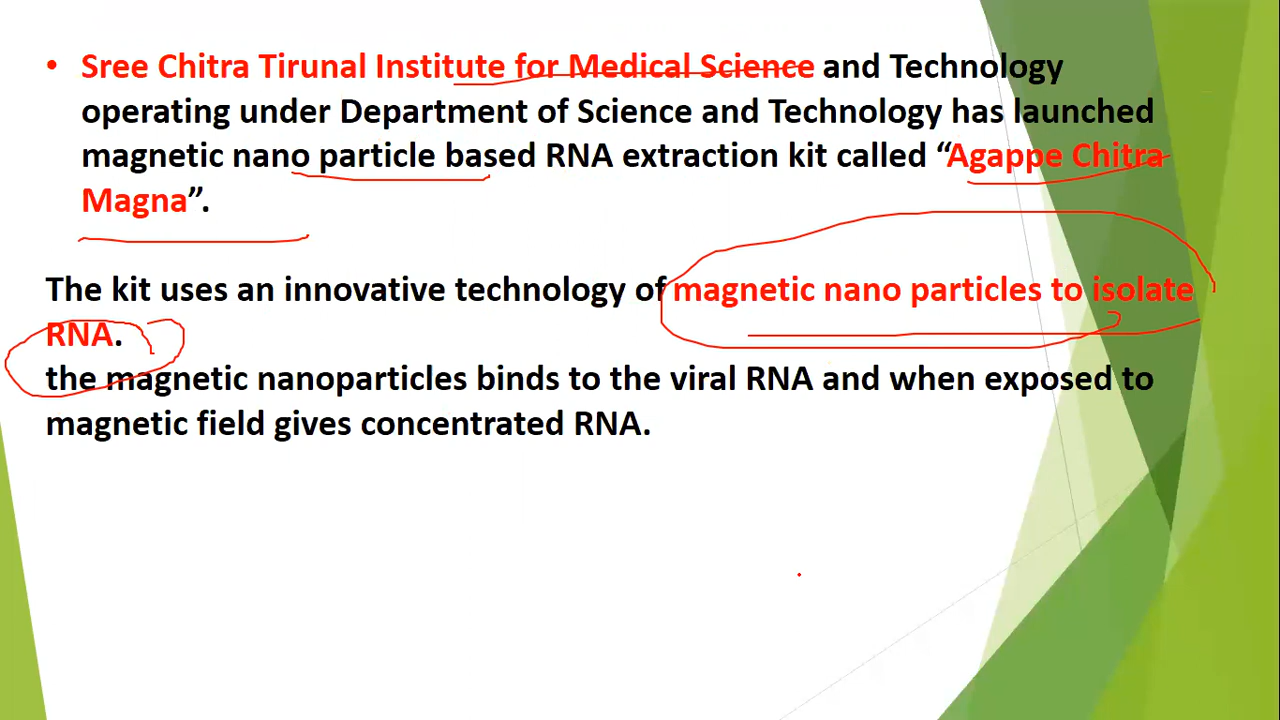 • Sree Chitra Tirunal Institute for Medical Science and Technology
operating under Department of Science and Technology has launched
magnetic nano particle based RNA extraction kit called “Agappe Chitra
Magna”.
The kit uses an innovative technology of magnetic nano particles to isolate
RNA.
the magnetic nanoparticles binds to the viral RNA and when exposed to
magnetic field gives concentrated RNA.